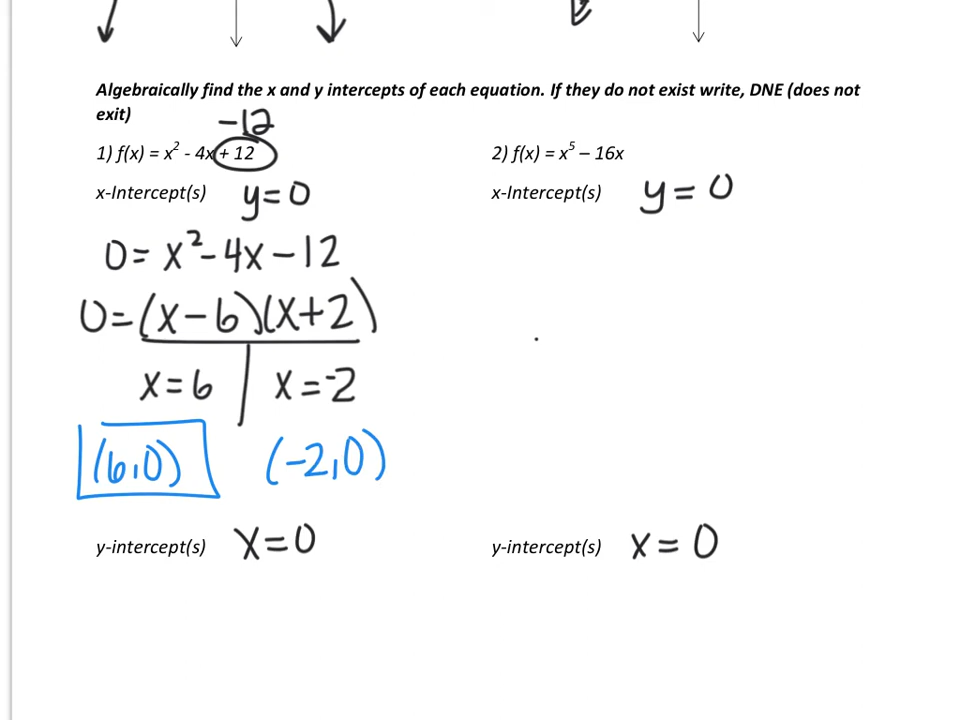 Algebraically find the x and y intercepts of each equation. If they do not exist write, DNE (does not
exit)
-12
1) f(x) = x² - 4x + 12
x-Intercept(s) y=0
0= x²-4x-12
0=(x-6)(x+2)
x=6 | x=-2
(6,0) (-2,0)
y-intercept(s) x=0
2) f(x) = x⁵ – 16x
x-Intercept(s) y=0
y-intercept(s) x=0